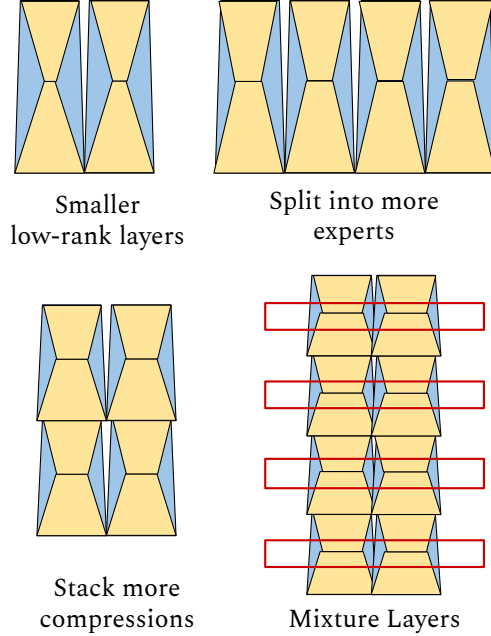 Smaller
low-rank layers
Split into more
experts
Stack more
compressions
Mixture Layers